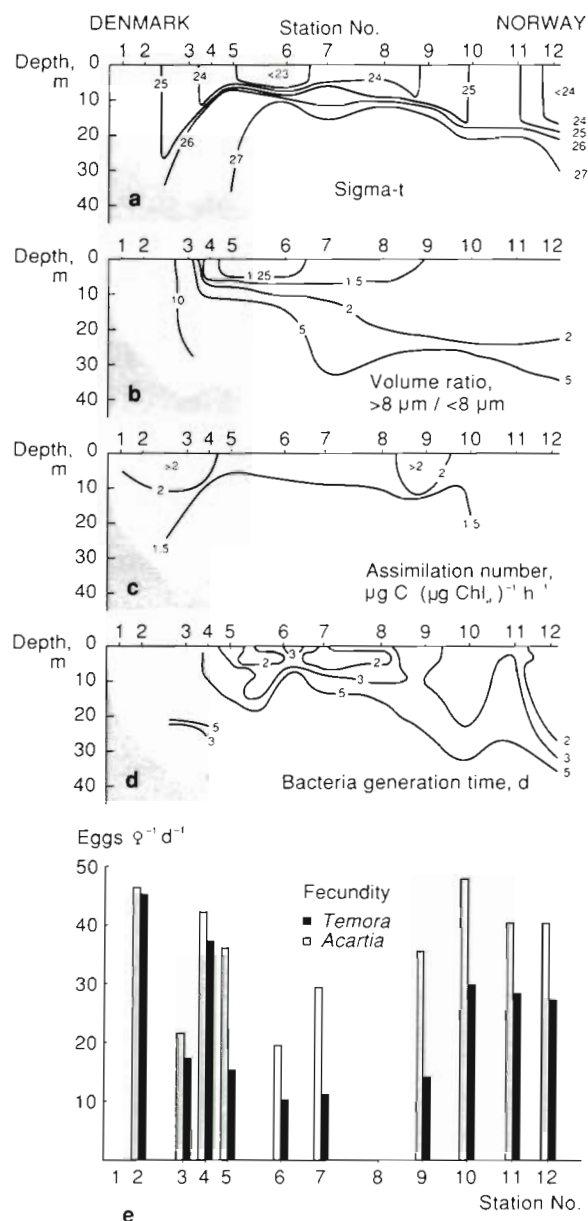 DENMARK Station No. NORWAY
1 2 3 4 5 6 7 8 9 10 11 12
Depth, m
0
10
20
30
40
25 24 <23 24 25 <24
26 27 24 25 26 27
a Sigma-t
1 2 3 4 5 6 7 8 9 10 11 12
Depth, m
0
10
20
30
40
10 1 25 1 5 2 5 2 5
b Volume ratio,
>8 µm / <8 µm
1 2 3 4 5 6 7 8 9 10 11 12
Depth, m
0
10
20
30
40
>2 2 1.5 >2 2 1.5
c Assimilation number,
µg C (µg Chl)⁻¹ h⁻¹
1 2 3 4 5 6 7 8 9 10 11 12
Depth, m
0
10
20
30
40
2 3 2 3 5 5 3 2 3 5
d Bacteria generation time, d
Eggs ♀⁻¹ d⁻¹
50
40
30
20
10
Fecundity
Temora
Acartia
1 2 3 4 5 6 7 8 9 10 11 12
Station No.
e